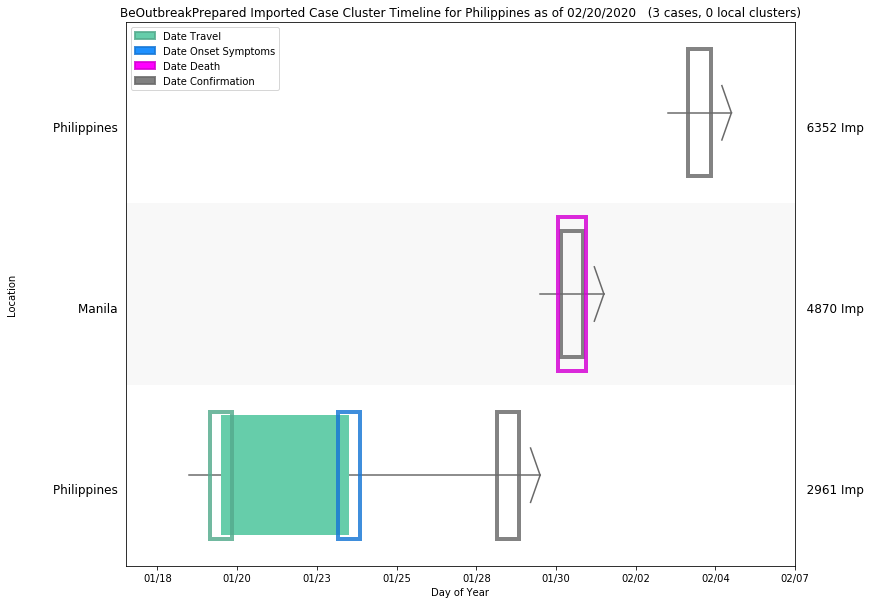 BeOutbreakPrepared Imported Case Cluster Timeline for Philippines as of 02/20/2020   (3 cases, 0 local clusters)
Date Travel
Date Onset Symptoms
Date Death
Date Confirmation
Philippines
6352 Imp
Location
Manila
4870 Imp
Philippines
2961 Imp
01/18 01/20 01/23 01/25 01/28 01/30 02/02 02/04 02/07
Day of Year